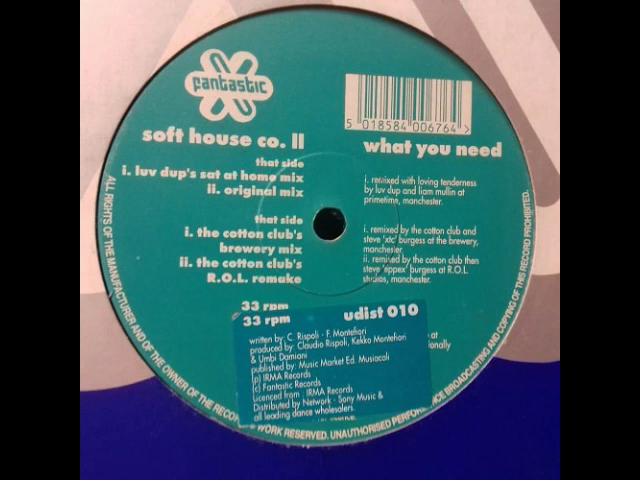 fantastic
5 018584 006764 >
soft house co. II
what you need
that side
i. luv dup's sat at home mix
ii. original mix
i. remixed with loving tenderness
by luv dup and liam mullin at
primetime, manchester.
that side
i. the cotton club's
brewery mix
ii. the cotton club's
R.O.L. remake
i. remixed by the cotton club and
steve 'xtc' burgess at the brewery,
manchester
ii. remixed by the cotton club then
steve 'eppex' burgess at R.O.L.
studios, manchester.
33 rpm
33 rpm
udist 010
written by: C. Rispoli - F. Montefiori
produced by: Claudio Rispoli, Kekko Montefiori
& Umbi Damiani
published by: Music Market Ed. Musiacali
(p) IRMA Records
(c) Fantastic Records
Licenced from : IRMA Records
Distributed by Network - Sony Music &
all leading dance wholesalers.
at
ionally
ALL RIGHTS OF THE MANUFACTURER AND OF THE OWNER OF THE RECOR WORK RESERVED. UNAUTHORISED PERFOR NCE BROADCASTING AND COPYING OF THIS RECORD PROHIBITED.